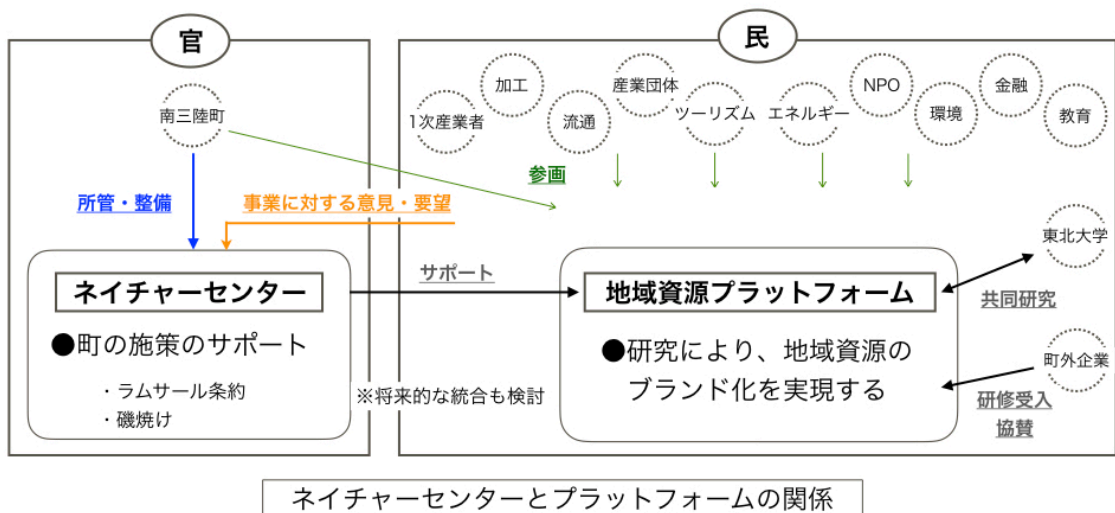 官
民
南三陸町
1次産業者
加工
流通
産業団体
ツーリズム
エネルギー
NPO
環境
金融
教育
参画
所管・整備
事業に対する意見・要望
ネイチャーセンター
●町の施策のサポート
・ラムサール条約
・磯焼け
サポート
※将来的な統合も検討
地域資源プラットフォーム
●研究により、地域資源の
ブランド化を実現する
東北大学
共同研究
町外企業
研修受入
協賛
ネイチャーセンターとプラットフォームの関係